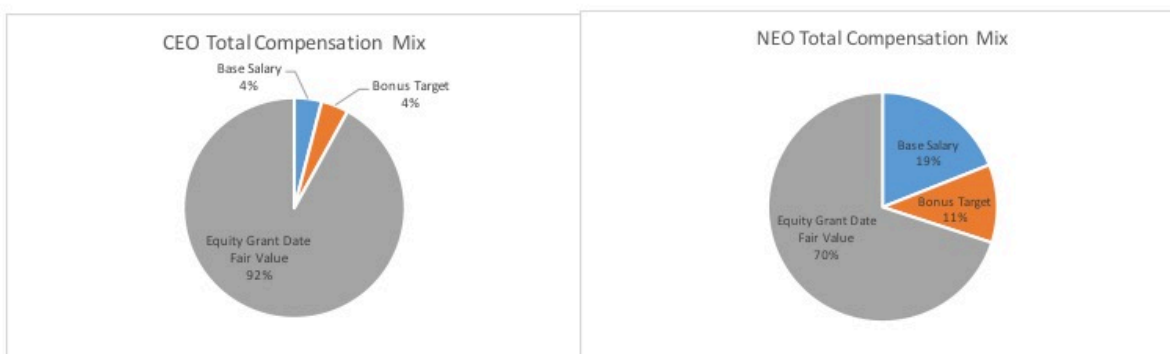 CEO Total Compensation Mix
Base Salary
4%
Bonus Target
4%
Equity Grant Date
Fair Value
92%
NEO Total Compensation Mix
Base Salary
19%
Bonus Target
11%
Equity Grant Date
Fair Value
70%